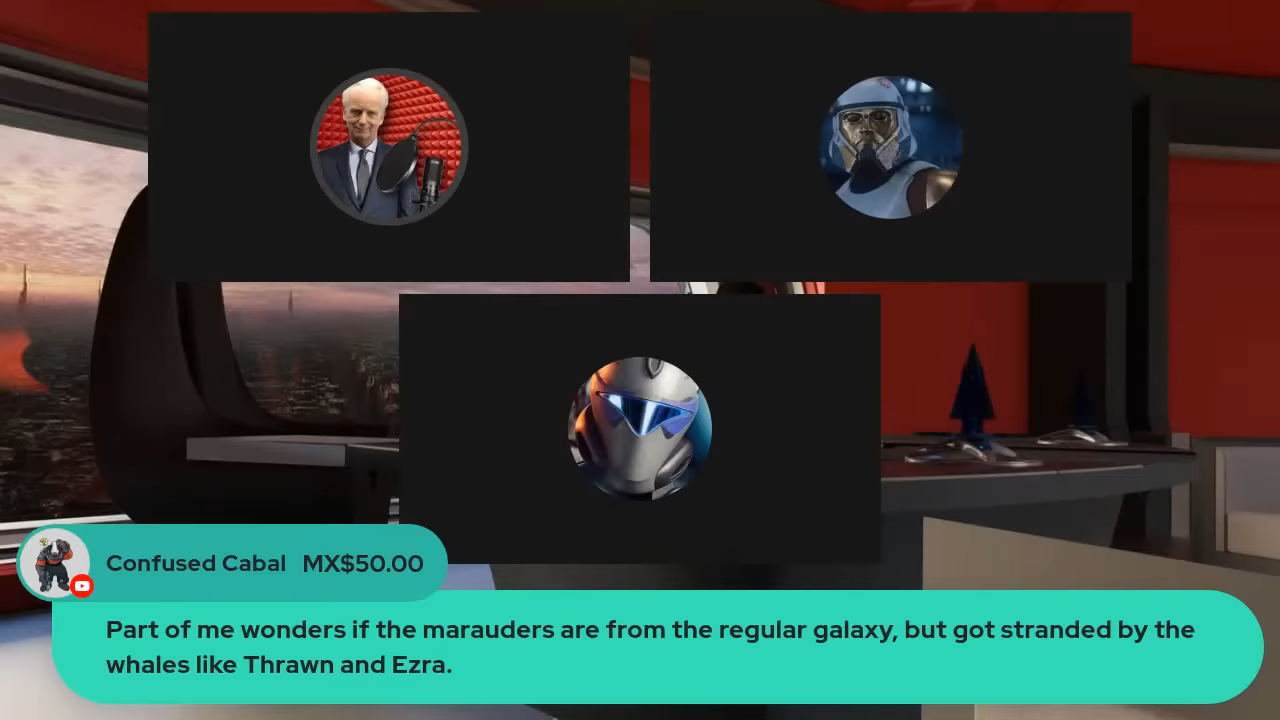 Confused Cabal MX$50.00
Part of me wonders if the marauders are from the regular galaxy, but got stranded by the
whales like Thrawn and Ezra.